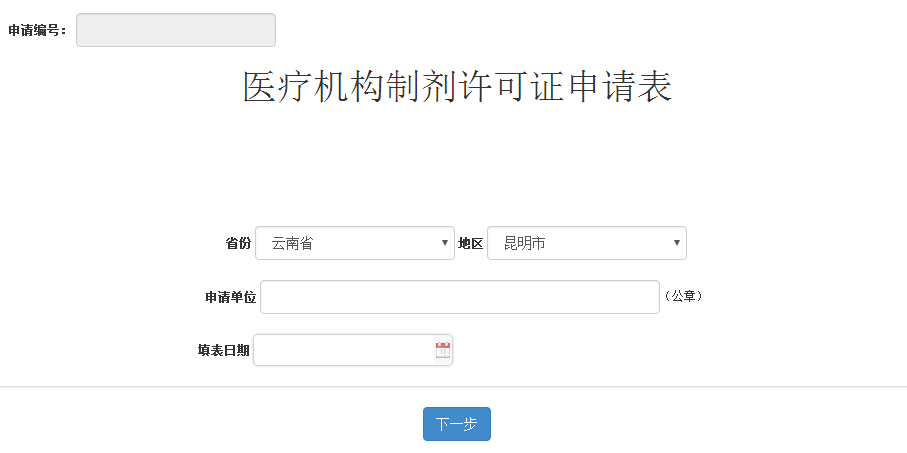 申请编号：
医疗机构制剂许可证申请表
省份 云南省 地区 昆明市
申请单位 （公章）
填表日期
下一步